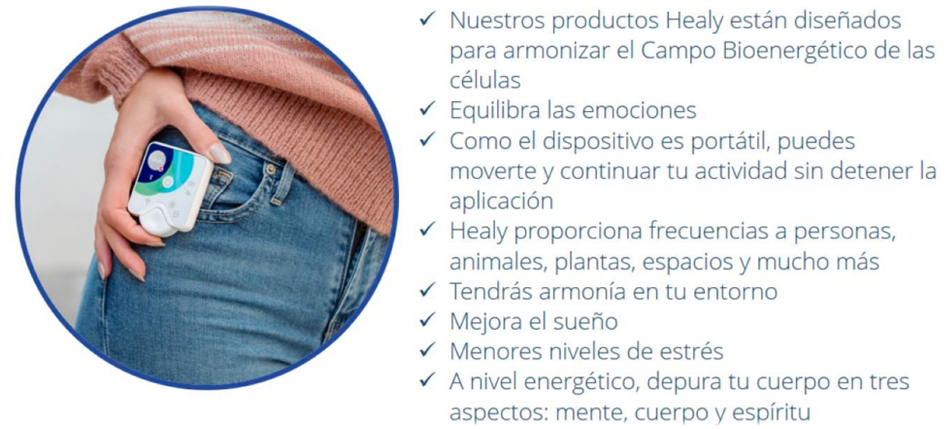 ✓ Nuestros productos Healy están diseñados
para armonizar el Campo Bioenergético de las
células
✓ Equilibra las emociones
✓ Como el dispositivo es portátil, puedes
moverte y continuar tu actividad sin detener la
aplicación
✓ Healy proporciona frecuencias a personas,
animales, plantas, espacios y mucho más
✓ Tendrás armonía en tu entorno
✓ Mejora el sueño
✓ Menores niveles de estrés
✓ A nivel energético, depura tu cuerpo en tres
aspectos: mente, cuerpo y espíritu